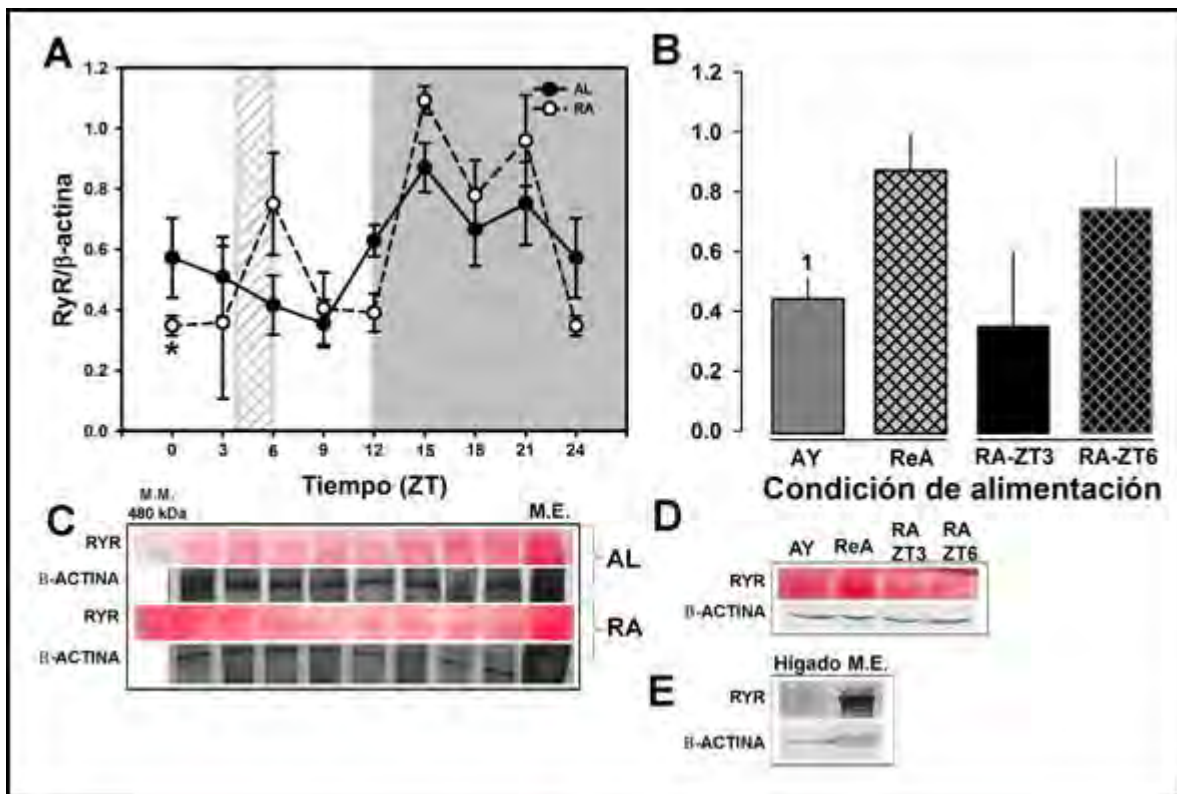 A
1.2
1.0
0.8
0.6
0.4
0.2
0.0
RyR/β-actina
AL
RA
0 3 6 9 12 15 18 21 24
Tiempo (ZT)
*
B
1.2
1.0
0.8
0.6
0.4
0.2
0.0
1
AY ReA RA-ZT3 RA-ZT6
Condición de alimentación
C
M.M.
480 kDa
M.E.
RYR
β-ACTINA
AL
RYR
β-ACTINA
RA
D
AY ReA RA ZT3 RA ZT6
RYR
β-ACTINA
E
Hígado M.E.
RYR
β-ACTINA